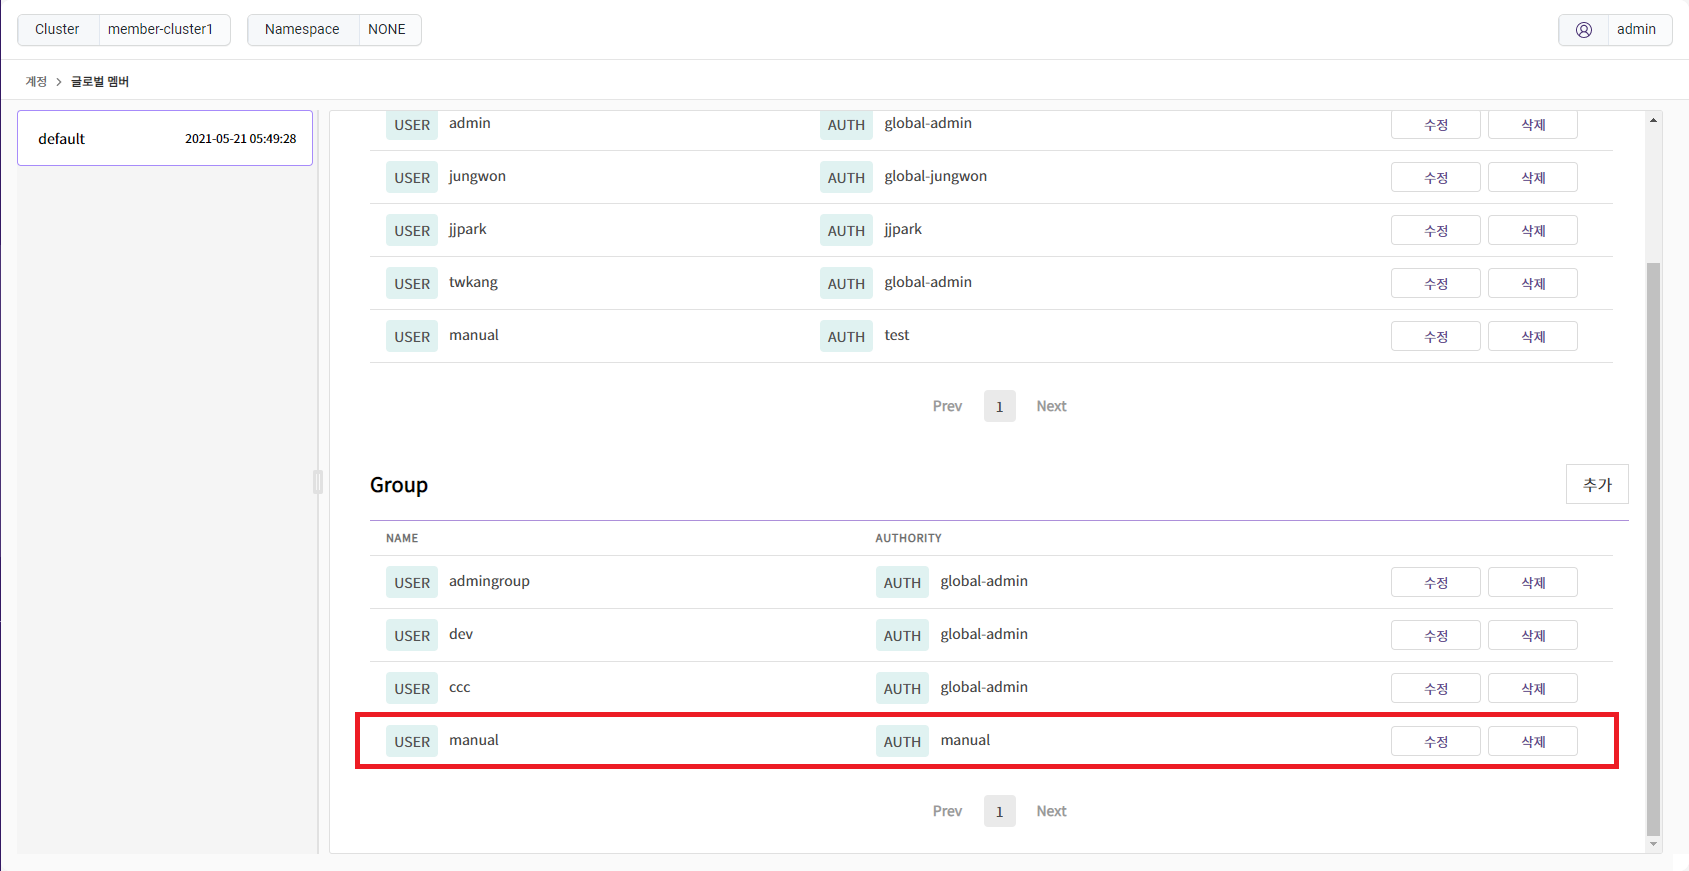 Cluster member-cluster1 Namespace NONE admin
계정 > 글로벌 멤버
default 2021-05-21 05:49:28
USER admin AUTH global-admin 수정 삭제
USER jungwon AUTH global-jungwon 수정 삭제
USER jjpark AUTH jjpark 수정 삭제
USER twkang AUTH global-admin 수정 삭제
USER manual AUTH test 수정 삭제
Prev 1 Next
Group 추가
NAME AUTHORITY
USER admingroup AUTH global-admin 수정 삭제
USER dev AUTH global-admin 수정 삭제
USER ccc AUTH global-admin 수정 삭제
USER manual AUTH manual 수정 삭제
Prev 1 Next